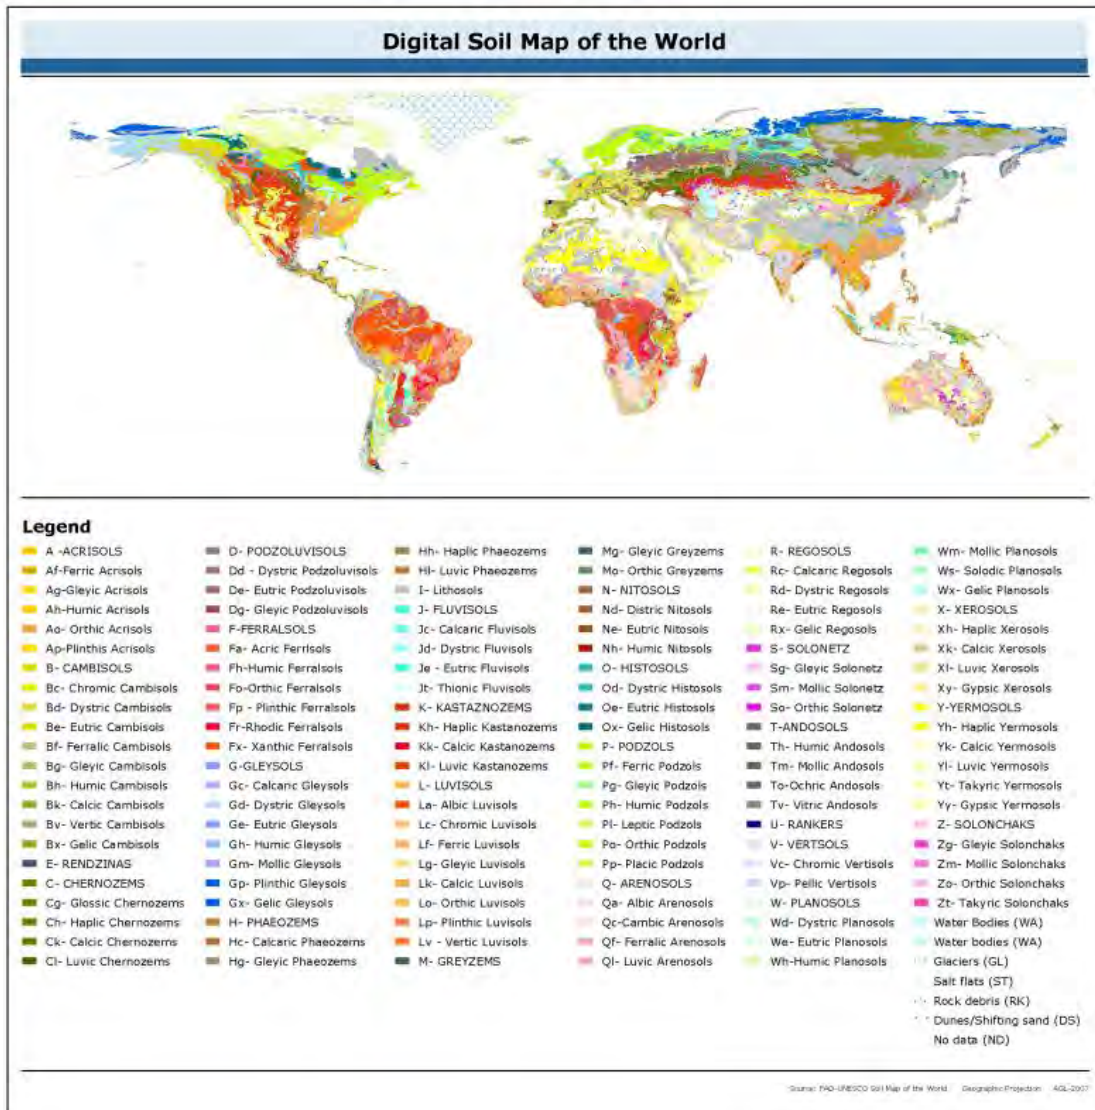 Digital Soil Map of the World
Legend
A -ACRISOLS
Af-Ferric Acrisols
Ag-Gleyic Acrisols
Ah-Humic Acrisols
Ao- Orthic Acrisols
Ap-Plinthis Acrisols
B- CAMBISOLS
Bc- Chromic Cambisols
Bd- Dystric Cambisols
Be- Eutric Cambisols
Bf- Ferralic Cambisols
Bg- Gleyic Cambisols
Bh- Humic Cambisols
Bk- Calcic Cambisols
Bv- Vertic Cambisols
Bx- Gelic Cambisols
E- RENDZINAS
C- CHERNOZEMS
Cg- Glossic Chernozems
Ch- Haplic Chernozems
Ck- Calcic Chernozems
Cl- Luvic Chernozems
D- PODZOLUVISOLS
Dd - Dystric Podzoluvisols
De- Eutric Podzoluvisols
Dg- Gleyic Podzoluvisols
F-FERRALSOLS
Fa- Acric Ferrlsols
Fh-Humic Ferralsols
Fo-Orthic Ferralsols
Fp - Plinthic Ferralsols
Fr-Rhodic Ferralsols
Fx- Xanthic Ferralsols
G-GLEYSOLS
Gc- Calcaric Gleysols
Gd- Dystric Gleysols
Ge- Eutric Gleysols
Gh- Humic Gleysols
Gm- Mollic Gleysols
Gp- Plinthic Gleysols
Gx- Gelic Gleysols
H- PHAEOZEMS
Hc- Calcaric Phaeozems
Hg- Gleyic Phaeozems
Hh- Haplic Phaeozems
Hl- Luvic Phaeozems
I- Lithosols
J- FLUVISOLS
Jc- Calcaric Fluvisols
Jd- Dystric Fluvisols
Je - Eutric Fluvisols
Jt- Thionic Fluvisols
K- KASTAZNOZEMS
Kh- Haplic Kastanozems
Kk- Calcic Kastanozems
Kl- Luvic Kastanozems
L- LUVISOLS
La- Albic Luvisols
Lc- Chromic Luvisols
Lf- Ferric Luvisols
Lg- Gleyic Luvisols
Lk- Calcic Luvisols
Lo- Orthic Luvisols
Lp- Plinthic Luvisols
Lv - Vertic Luvisols
M- GREYZEMS
Mg- Gleyic Greyzems
Mo- Orthic Greyzems
N- NITOSOLS
Nd- Distric Nitosols
Ne- Eutric Nitosols
Nh- Humic Nitosols
O- HISTOSOLS
Od- Dystric Histosols
Oe- Euthic Histosols
Ox- Gelic Histosols
P- PODZOLS
Pf- Ferric Podzols
Pg- Gleyic Podzols
Ph- Humic Podzols
Pl- Leptic Podzols
Po- Orthic Podzols
Pp- Placic Podzols
Q- ARENOSOLS
Qa- Albic Arenosols
Qc-Cambic Arenosols
Qf- Ferralic Arenosols
Ql- Luvic Arenosols
R- REGOSOLS
Rc- Calcaric Regosols
Rd- Dystric Regosols
Re- Eutric Regosols
Rx- Gelic Regosols
S- SOLONETZ
Sg- Gleyic Solonetz
Sm- Mollic Solonetz
So- Orthic Solonetz
T-ANDOSOLS
Th- Humic Andosols
Tm- Mollic Andosols
To-Ochric Andosols
Tv- Vitric Andosols
U- RANKERS
V- VERTSOLS
Vc- Chromic Vertisols
Vp- Pellic Vertisols
W- PLANOSOLS
Wd- Dystric Planosols
We- Eutric Planosols
Wh-Humic Planosols
Wm- Mollic Planosols
Ws- Solodic Planosols
Wx- Gelic Planosols
X- XEROSOLS
Xh- Haplic Xerosols
Xk- Calcic Xerosols
Xl- Luvic Xerosols
Xy- Gypsic Xerosols
Y-YERMOSOLS
Yh- Haplic Yermosols
Yk- Calcic Yermosols
Yl- Luvic Yermosols
Yt- Takyric Yermosols
Yy- Gypsic Yermosols
Z- SOLONCHAKS
Zg- Gleyic Solonchaks
Zm- Mollic Solonchaks
Zo- Orthic Solonchaks
Zt- Takyric Solonchaks
Water Bodies (WA)
Water bodies (WA)
Glaciers (GL)
Salt flats (ST)
Rock debris (RK)
Dunes/Shifting sand (DS)
No data (ND)
Source: FAO-UNESCO Soil Map of the World Geographic Projection AGL-2007